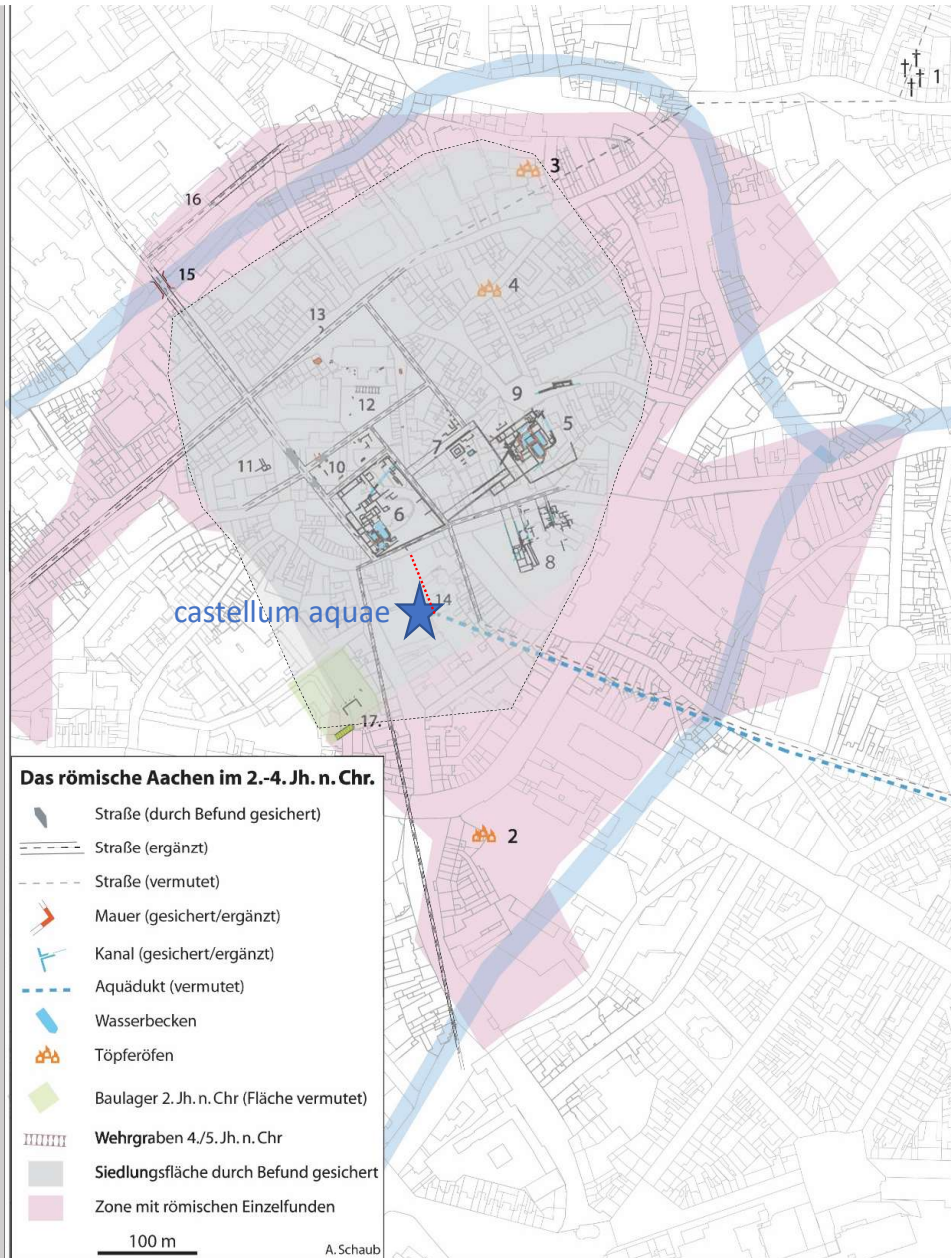 † † † † 1
3
16
15
4
13
9
12
5
7
11
10
6
8
castellum aquae
14
17.
2
Das römische Aachen im 2.-4. Jh. n. Chr.
Straße (durch Befund gesichert)
Straße (ergänzt)
Straße (vermutet)
Mauer (gesichert/ergänzt)
Kanal (gesichert/ergänzt)
Aquädukt (vermutet)
Wasserbecken
Töpferöfen
Baulager 2. Jh. n. Chr (Fläche vermutet)
Wehrgraben 4./5. Jh. n. Chr
Siedlungsfläche durch Befund gesichert
Zone mit römischen Einzelfunden
100 m
A. Schaub